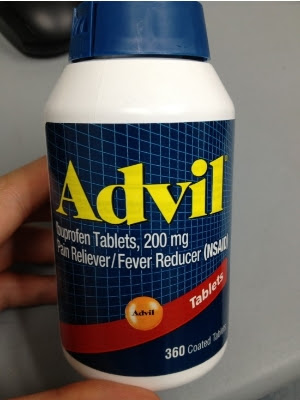 Advil®
Ibuprofen Tablets, 200 mg
Pain Reliever/Fever Reducer (NSAID)
Tablets
Advil
360 Coated Tablets